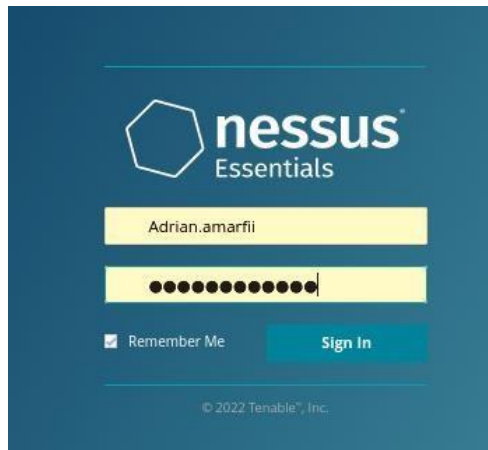 nessus
Essentials
Adrian.amarfii
●●●●●●●●●●●●
Remember Me
Sign In
© 2022 Tenable™, Inc.